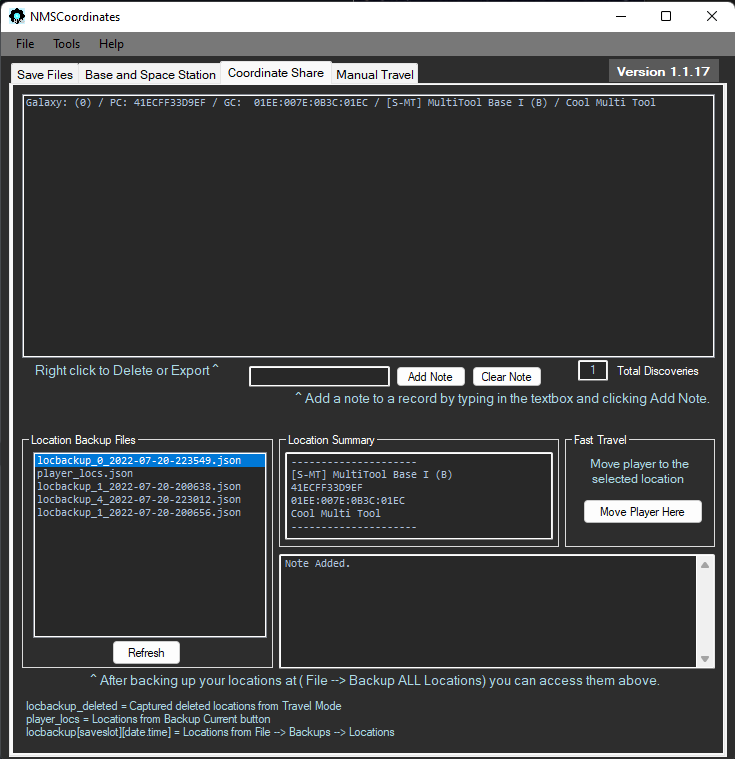 NMSCoordinates
File Tools Help
Save Files Base and Space Station Coordinate Share Manual Travel Version 1.1.17
Galaxy: (0) / PC: 41ECFF33D9EF / GC:  01EE:007E:0B3C:01EC / [S-MT] MultiTool Base I (B) / Cool Multi Tool
Right click to Delete or Export ^ Add Note Clear Note 1 Total Discoveries
^ Add a note to a record by typing in the textbox and clicking Add Note.
Location Backup Files
locbackup_0_2022-07-20-223549.json
player_locs.json
locbackup_1_2022-07-20-200638.json
locbackup_4_2022-07-20-223012.json
locbackup_1_2022-07-20-200656.json
Refresh
Location Summary
---------------------
[S-MT] MultiTool Base I (B)
41ECFF33D9EF
01EE:007E:0B3C:01EC
Cool Multi Tool
---------------------
Fast Travel
Move player to the
selected location
Move Player Here
Note Added.
^ After backing up your locations at ( File --> Backup ALL Locations) you can access them above.
locbackup_deleted = Captured deleted locations from Travel Mode
player_locs = Locations from Backup Current button
locbackup[saveslot][date.time] = Locations from File --> Backups --> Locations